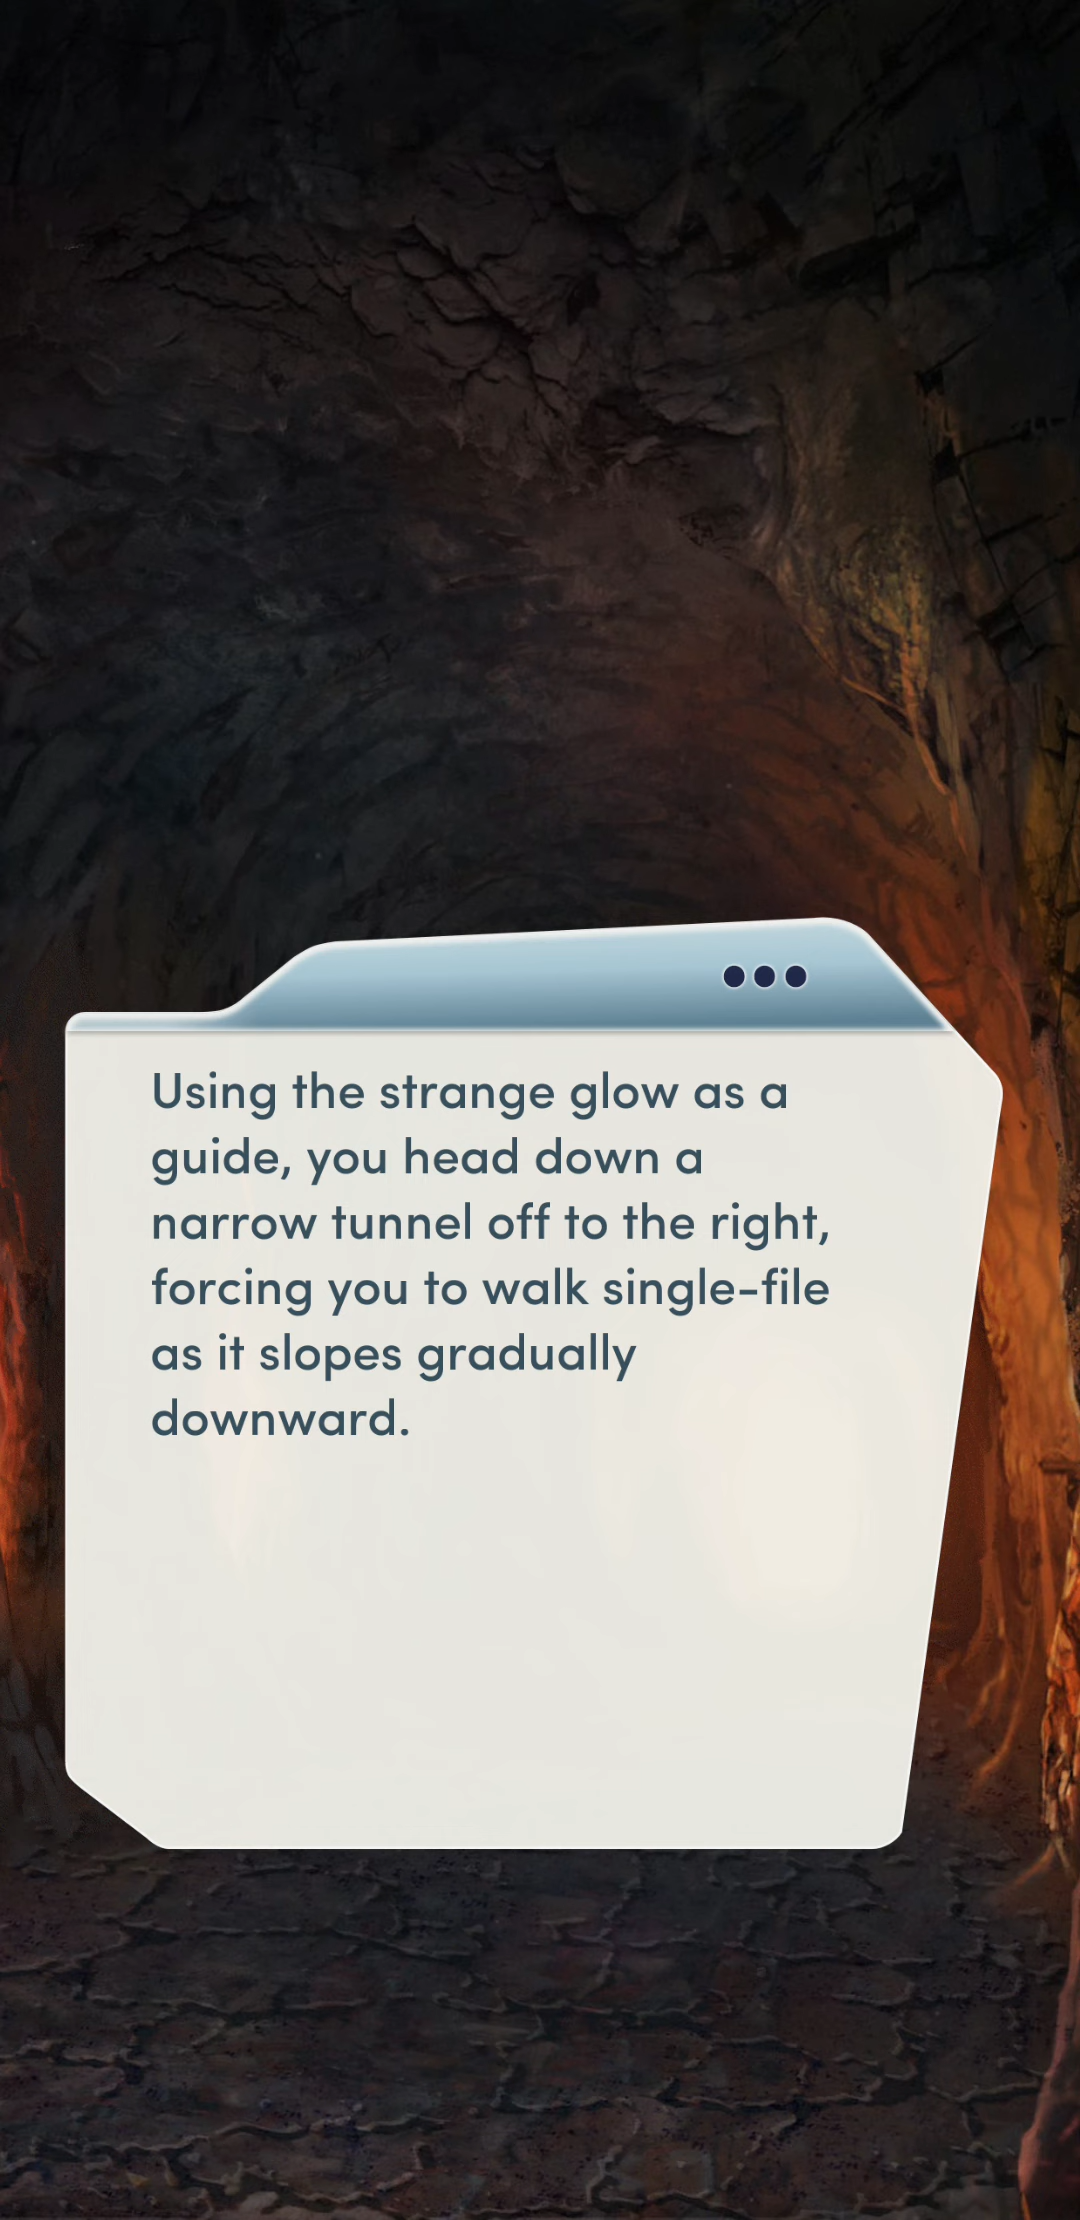 Using the strange glow as a
guide, you head down a
narrow tunnel off to the right,
forcing you to walk single-file
as it slopes gradually
downward.